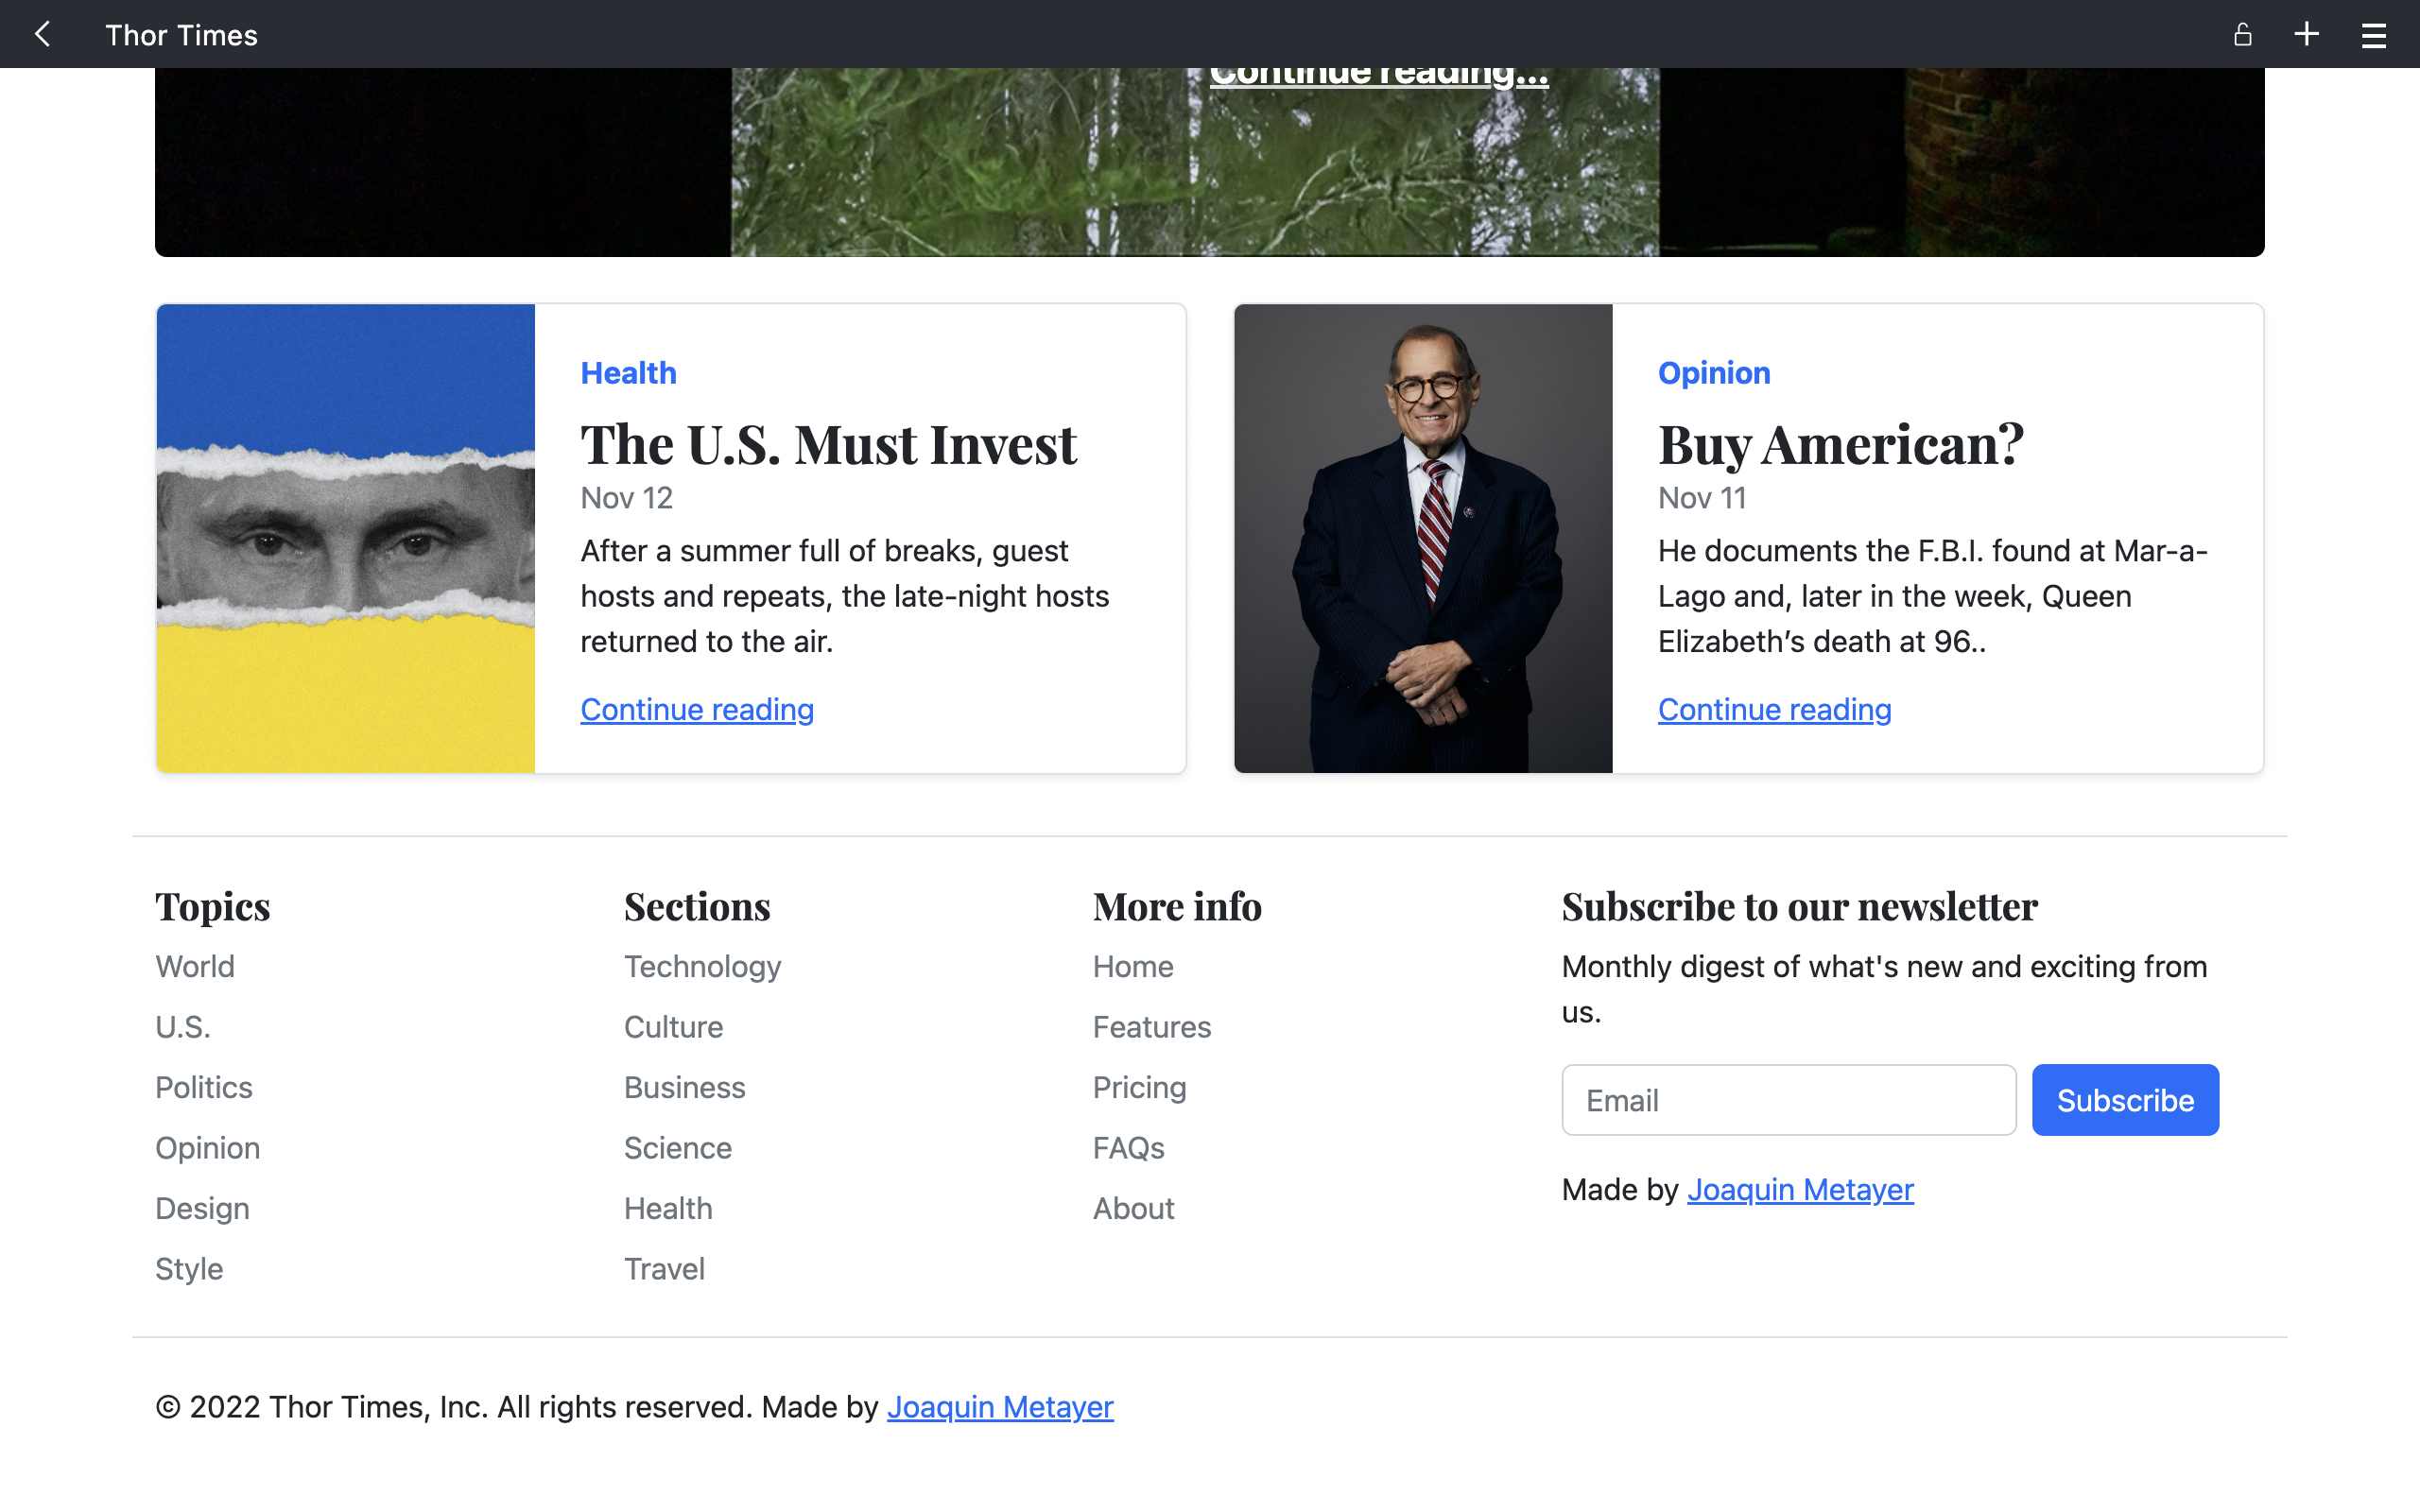 Thor Times
Continue reading...
Health
The U.S. Must Invest
Nov 12
After a summer full of breaks, guest
hosts and repeats, the late-night hosts
returned to the air.
Continue reading
Opinion
Buy American?
Nov 11
He documents the F.B.I. found at Mar-a-
Lago and, later in the week, Queen
Elizabeth’s death at 96..
Continue reading
Topics
World
U.S.
Politics
Opinion
Design
Style
Sections
Technology
Culture
Business
Science
Health
Travel
More info
Home
Features
Pricing
FAQs
About
Subscribe to our newsletter
Monthly digest of what's new and exciting from
us.
Email
Subscribe
Made by Joaquin Metayer
© 2022 Thor Times, Inc. All rights reserved. Made by Joaquin Metayer